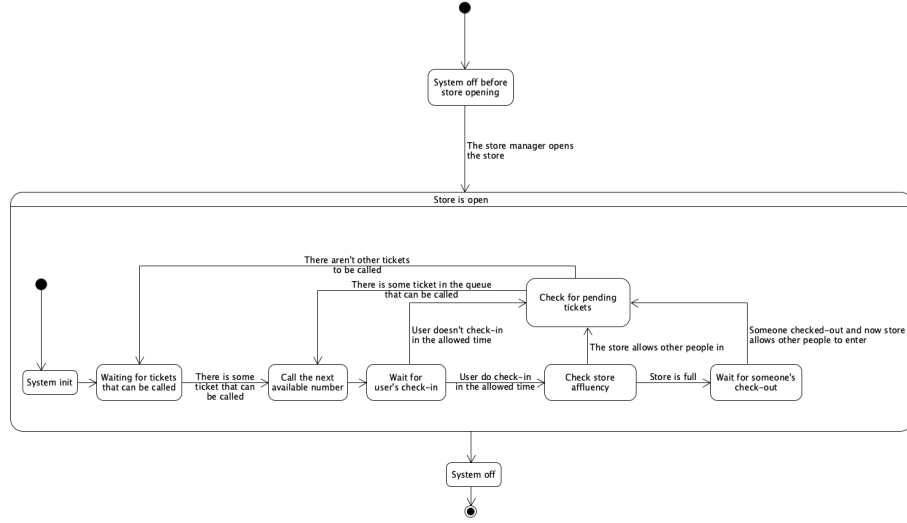 System off before
store opening
The store manager opens
the store
Store is open
There aren't other tickets
to be called
There is some ticket in the queue
that can be called
Check for pending
tickets
User doesn't check-in
in the allowed time
Someone checked-out and now store
allows other people to enter
The store allows other people in
System init
Waiting for tickets
that can be called
There is some
ticket that can
be called
Call the next
available number
Wait for
user's chk-in
User do check-in
in the allowed time
Check store
affluency
Store is full
Wait for someone's
check-out
System off